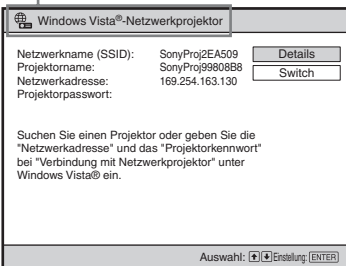 Windows Vista®-Netzwerkprojektor
Netzwerkname (SSID): SonyProj2EA509
Projektorname: SonyProj99808B8
Netzwerkadresse: 169.254.163.130
Projektorpasswort:
Details
Switch
Suchen Sie einen Projektor oder geben Sie die
"Netzwerkadresse" und das "Projektorkennwort"
bei "Verbindung mit Netzwerkprojektor" unter
Windows Vista® ein.
Auswahl: Einstellung: ENTER